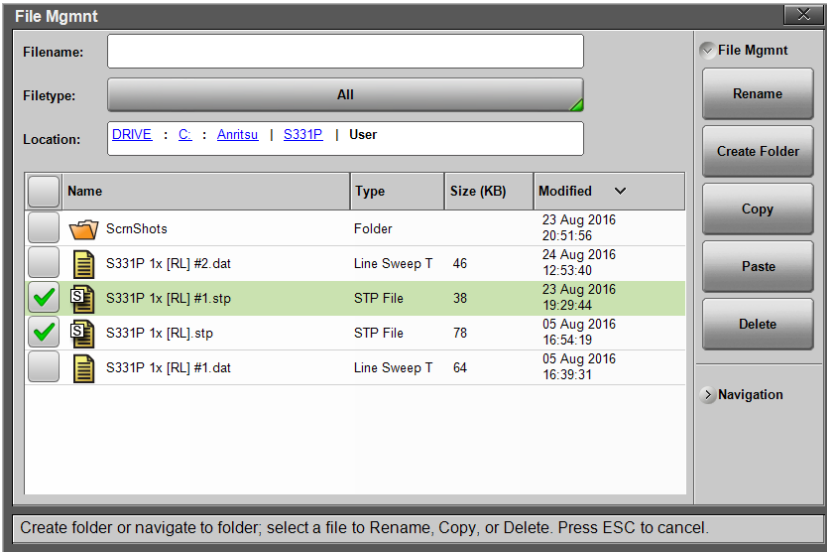 File Mgmnt
Filename:
Filetype: All
Location: DRIVE : C: : Anritsu | S331P | User
File Mgmnt
Rename
Create Folder
Copy
Paste
Delete
Navigation
Name Type Size (KB) Modified
ScrnShots Folder 23 Aug 2016
20:51:56
S331P 1x [RL] #2.dat Line Sweep T 46 24 Aug 2016
12:53:40
S S331P 1x [RL] #1.stp STP File 38 23 Aug 2016
19:29:44
S S331P 1x [RL].stp STP File 78 05 Aug 2016
16:54:19
S331P 1x [RL] #1.dat Line Sweep T 64 05 Aug 2016
16:39:31
Create folder or navigate to folder; select a file to Rename, Copy, or Delete. Press ESC to cancel.